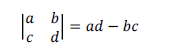 |a b|
|c d| = ad − bc